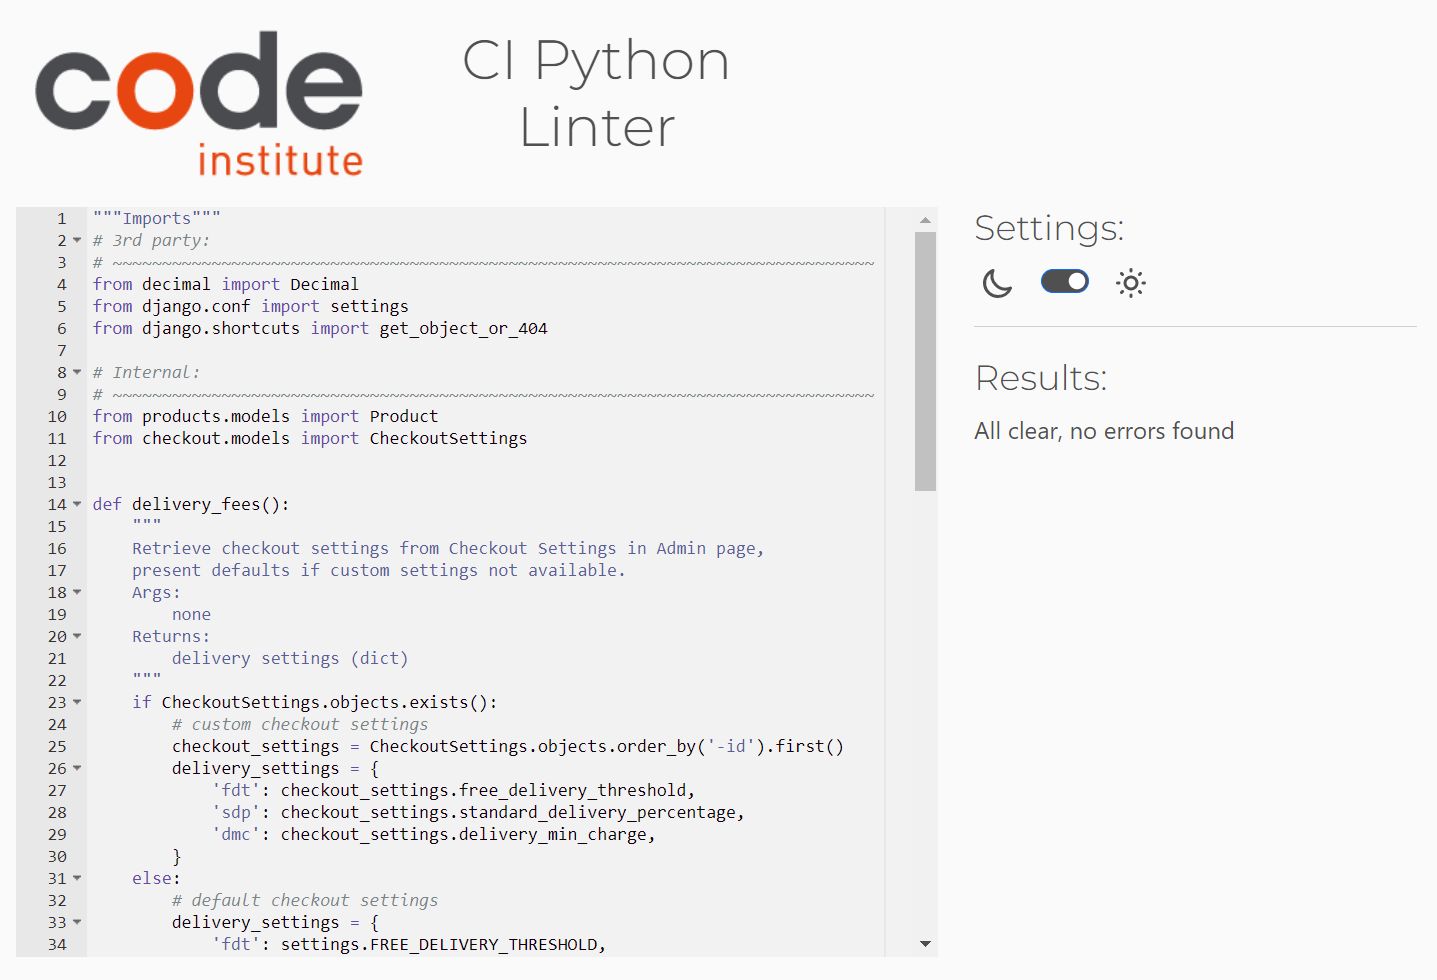 code
institute
CI Python
Linter
1 """Imports"""
2 # 3rd party:
3 # ~~~~~~~~~~~~~~~~~~~~~~~~~~~~~~~~~~~~~~~~~~~~~~~~~~~~~~~~~~~~~~~~~~~~~~~~~~~~~
4 from decimal import Decimal
5 from django.conf import settings
6 from django.shortcuts import get_object_or_404
7
8 # Internal:
9 # ~~~~~~~~~~~~~~~~~~~~~~~~~~~~~~~~~~~~~~~~~~~~~~~~~~~~~~~~~~~~~~~~~~~~~~~~~~~~~
10 from products.models import Product
11 from checkout.models import CheckoutSettings
12
13
14 def delivery_fees():
15     """
16     Retrieve checkout settings from Checkout Settings in Admin page,
17     present defaults if custom settings not available.
18     Args:
19         none
20     Returns:
21         delivery settings (dict)
22     """
23     if CheckoutSettings.objects.exists():
24         # custom checkout settings
25         checkout_settings = CheckoutSettings.objects.order_by('-id').first()
26         delivery_settings = {
27             'fdt': checkout_settings.free_delivery_threshold,
28             'sdp': checkout_settings.standard_delivery_percentage,
29             'dmc': checkout_settings.delivery_min_charge,
30         }
31     else:
32         # default checkout settings
33         delivery_settings = {
34             'fdt': settings.FREE_DELIVERY_THRESHOLD,
Settings:
Results:
All clear, no errors found